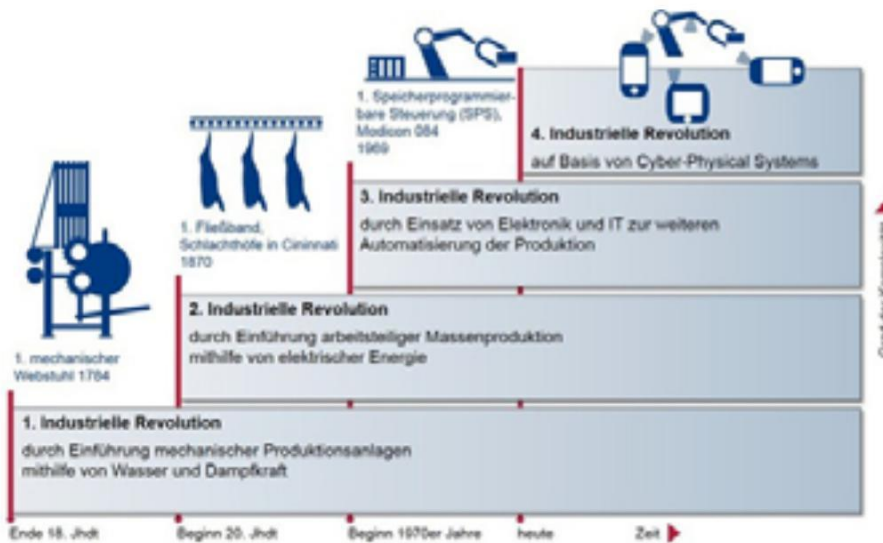 1. Speicherprogrammier-
bare Steuerung (SPS),
Modicon 084
1969
4. Industrielle Revolution
auf Basis von Cyber-Physical Systems
1. Fließband,
Schlachthöfe in Cininnati
1870
3. Industrielle Revolution
durch Einsatz von Elektronik und IT zur weiteren
Automatisierung der Produktion
1. mechanischer
Webstuhl 1784
2. Industrielle Revolution
durch Einführung arbeitsteiliger Massenproduktion
mithilfe von elektrischer Energie
1. Industrielle Revolution
durch Einführung mechanischer Produktionsanlagen
mithilfe von Wasser und Dampfkraft
Ende 18. Jhdt
Beginn 20. Jhdt
Beginn 1970er Jahre
heute
Zeit